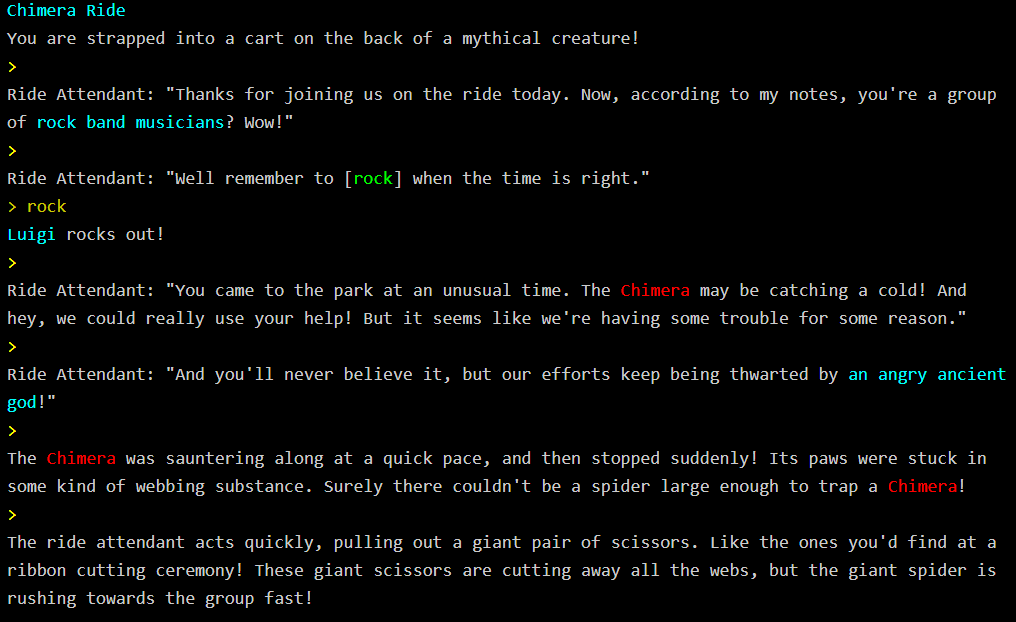 Chimera Ride
You are strapped into a cart on the back of a mythical creature!
>
Ride Attendant: "Thanks for joining us on the ride today. Now, according to my notes, you're a group
of rock band musicians? Wow!"
>
Ride Attendant: "Well remember to [rock] when the time is right."
> rock
Luigi rocks out!
>
Ride Attendant: "You came to the park at an unusual time. The Chimera may be catching a cold! And
hey, we could really use your help! But it seems like we're having some trouble for some reason."
>
Ride Attendant: "And you'll never believe it, but our efforts keep being thwarted by an angry ancient
god!"
>
The Chimera was sauntering along at a quick pace, and then stopped suddenly! Its paws were stuck in
some kind of webbing substance. Surely there couldn't be a spider large enough to trap a Chimera!
>
The ride attendant acts quickly, pulling out a giant pair of scissors. Like the ones you'd find at a
ribbon cutting ceremony! These giant scissors are cutting away all the webs, but the giant spider is
rushing towards the group fast!